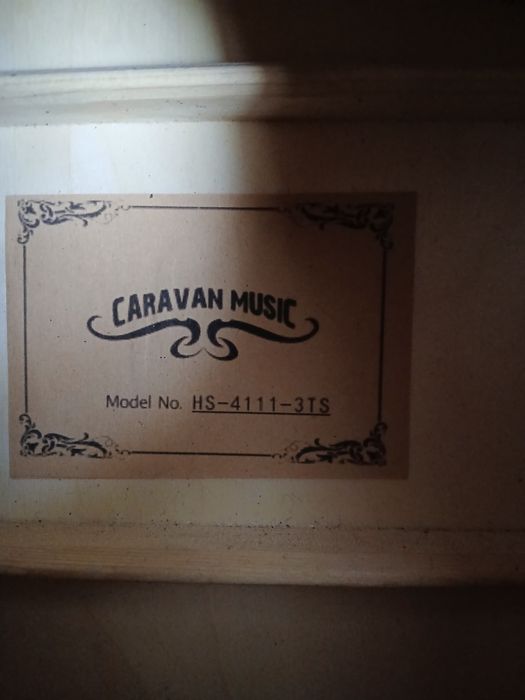 CARAVAN MUSIC
Model No. HS-4111-3TS